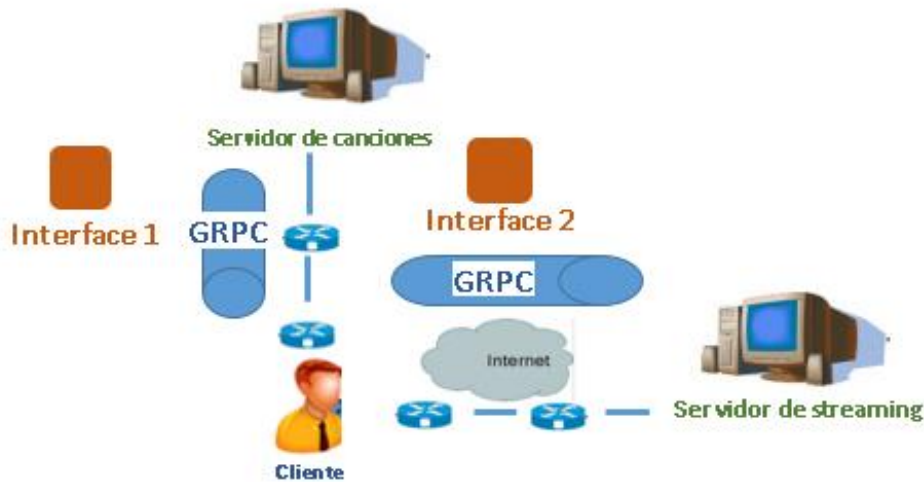 Servidor de canciones
Interface 1
GRPC
Interface 2
GRPC
Internet
Servidor de streaming
Cliente